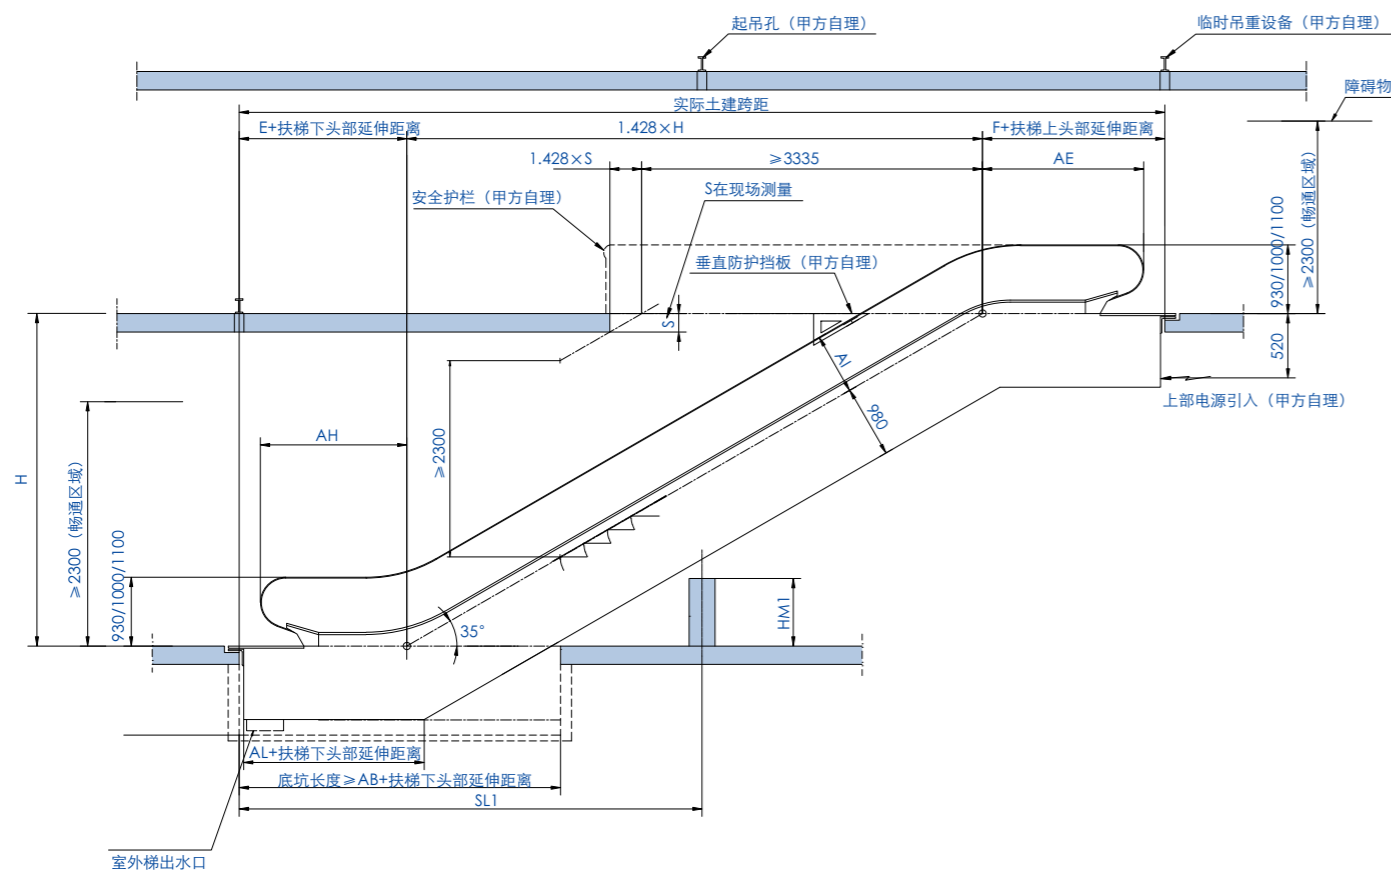 起吊孔（甲方自理）
临时吊重设备（甲方自理）
障碍物
实际土建跨距
E+扶梯下头部延伸距离
1.428×H
F+扶梯上头部延伸距离
1.428×S
≥3335
AE
安全护栏（甲方自理）
S在现场测量
≥2300（畅通区域）
930/1000/1100
垂直防护挡板（甲方自理）
S
520
AI
980
上部电源引入（甲方自理）
AH
≥2300
H
≥2300（畅通区域）
930/1000/1100
35°
HM1
AL+扶梯下头部延伸距离
底坑长度≥AB+扶梯下头部延伸距离
SL1
室外梯出水口